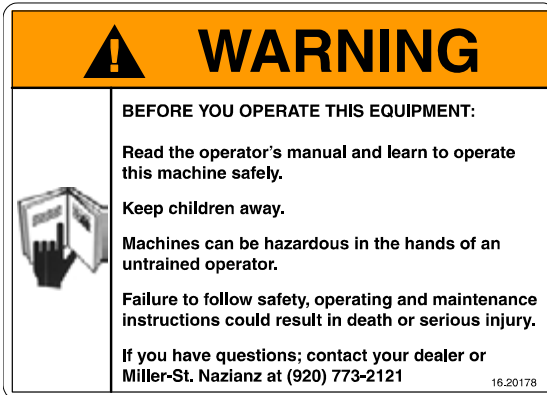 WARNING
BEFORE YOU OPERATE THIS EQUIPMENT:
Read the operator's manual and learn to operate
this machine safely.
Keep children away.
Machines can be hazardous in the hands of an
untrained operator.
Failure to follow safety, operating and maintenance
instructions could result in death or serious injury.
If you have questions; contact your dealer or
Miller-St. Nazianz at (920) 773-2121
16.20178